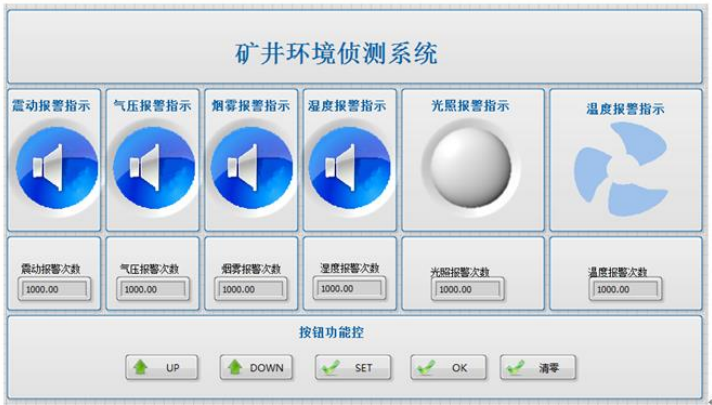 矿井环境侦测系统
震动报警指示 气压报警指示 烟雾报警指示 湿度报警指示 光照报警指示 温度报警指示
震动报警次数 气压报警次数 烟雾报警次数 湿度报警次数 光照报警次数 温度报警次数
1000.00 1000.00 1000.00 1000.00 1000.00 1000.00
按钮功能控
UP DOWN SET OK 清零